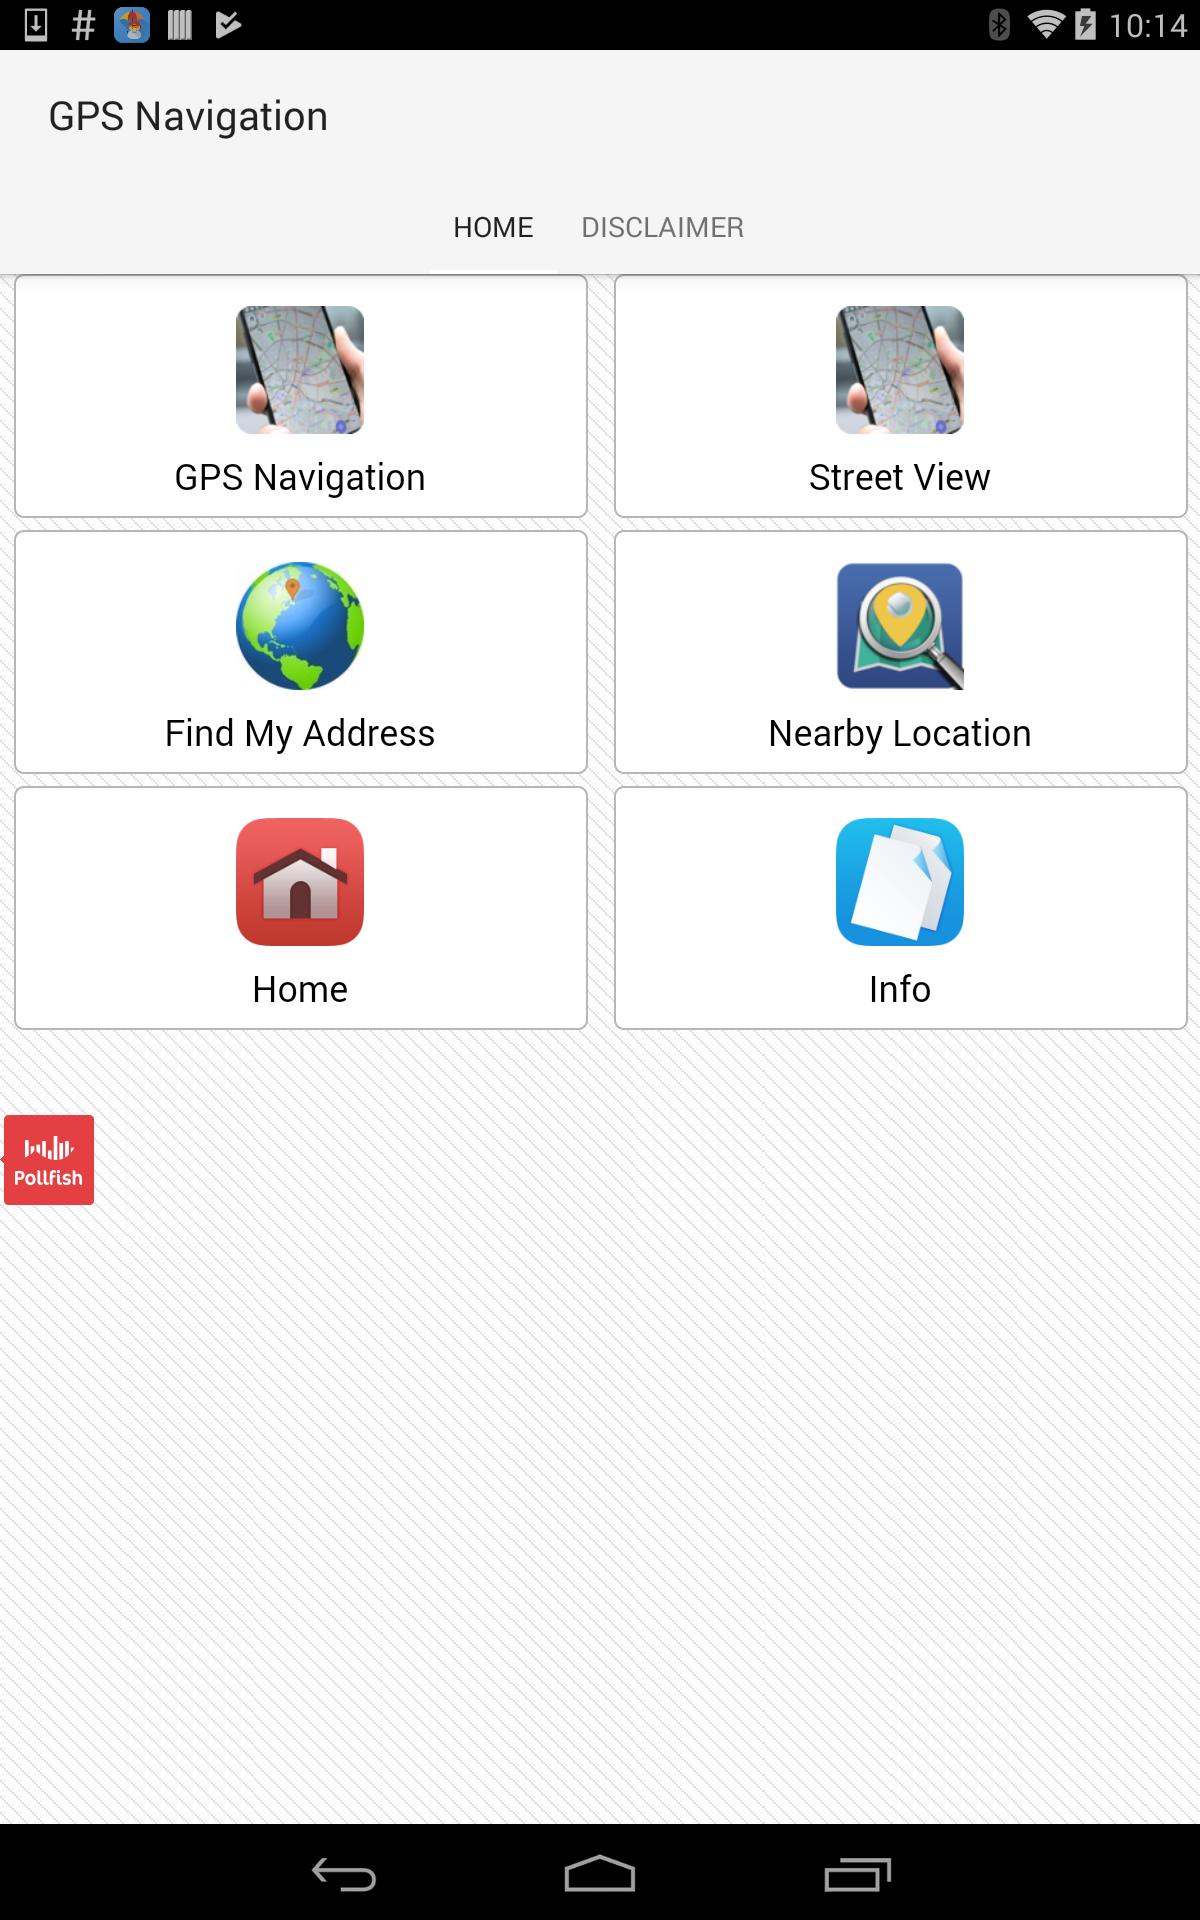 10:14
GPS Navigation
HOME DISCLAIMER
GPS Navigation
Street View
Find My Address
Nearby Location
Home
Info
Pollfish